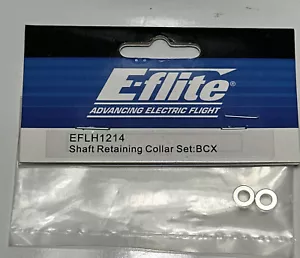 E-flite®
ADVANCING ELECTRIC FLIGHT
EFLH1214
Shaft Retaining Collar Set:BCX